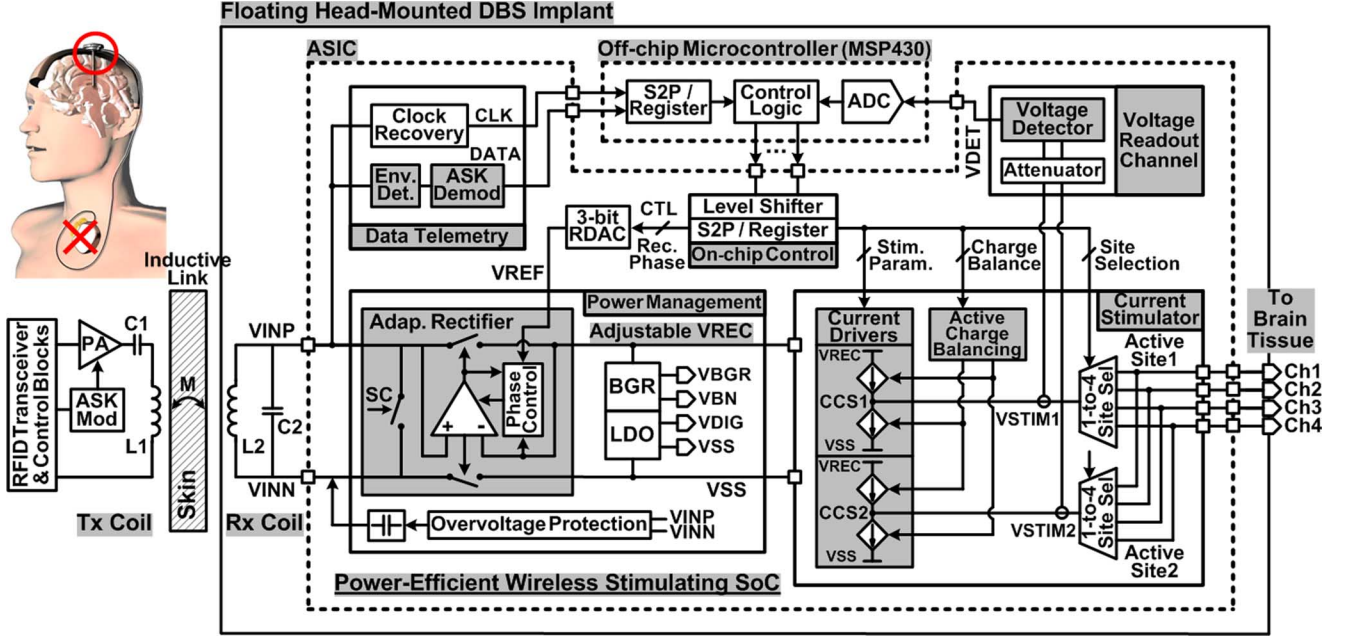 Floating Head-Mounted DBS Implant
ASIC
Off-chip Microcontroller (MSP430)
Clock
Recovery
CLK
S2P /
Register
Control
Logic
ADC
Voltage
Detector
Voltage
Readout
Channel
DATA
Env.
Det.
ASK
Demod
...
VDET
Attenuator
Data Telemetry
3-bit
RDAC
CTL
Rec.
Phase
Level Shifter
S2P / Register
On-chip Control
Stim.
Param.
Charge
Balance
Site
Selection
Inductive
Link
VREF
Power Management
Current
Stimulator
To
Brain
Tissue
RFID Transceiver
& Control Blocks
PA
C1
ASK
Mod
L1
M
Skin
Tx Coil
VINP
L2
C2
VINN
Rx Coil
Adap. Rectifier
SC
+
-
Phase
Control
Adjustable VREC
BGR
LDO
VBGR
VBN
VDIG
VSS
VSS
Overvoltage Protection
VINP
VINN
Current
Drivers
VREC
CCS1
VSS
VREC
CCS2
VSS
Active
Charge
Balancing
VSTIM1
VSTIM2
Active
Site1
1-to-4
Site Sel
1-to-4
Site Sel
Active
Site2
Ch1
Ch2
Ch3
Ch4
Power-Efficient Wireless Stimulating SoC